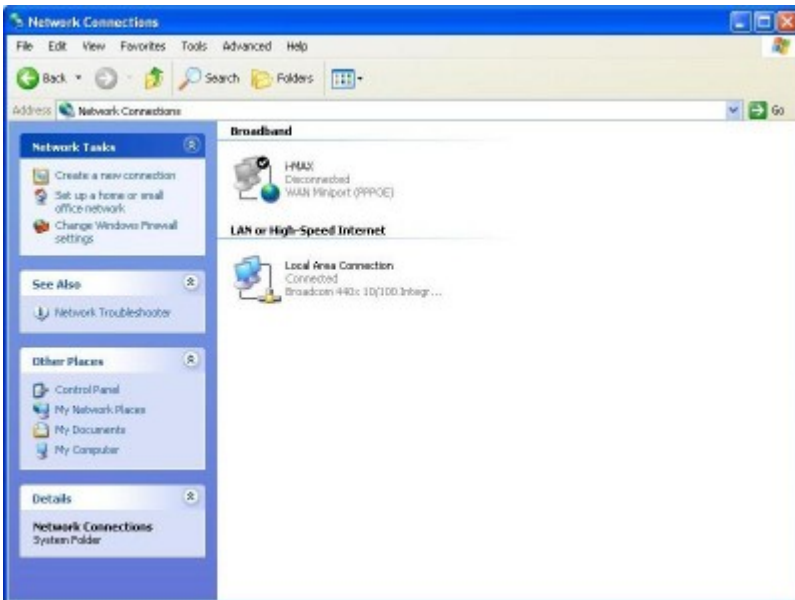 Network Connections
File Edit View Favorites Tools Advanced Help
Back Search Folders
Address Network Connections Go
Network Tasks
Create a new connection
Set up a home or small
office network
Change Windows Firewall
settings
See Also
Network Troubleshooter
Other Places
Control Panel
My Network Places
My Documents
My Computer
Details
Network Connections
System Folder
Broadband
i-MAX
Disconnected
WAN Miniport (PPPOE)
LAN or High-Speed Internet
Local Area Connection
Connected
Broadcom 440x 10/100 Integr...